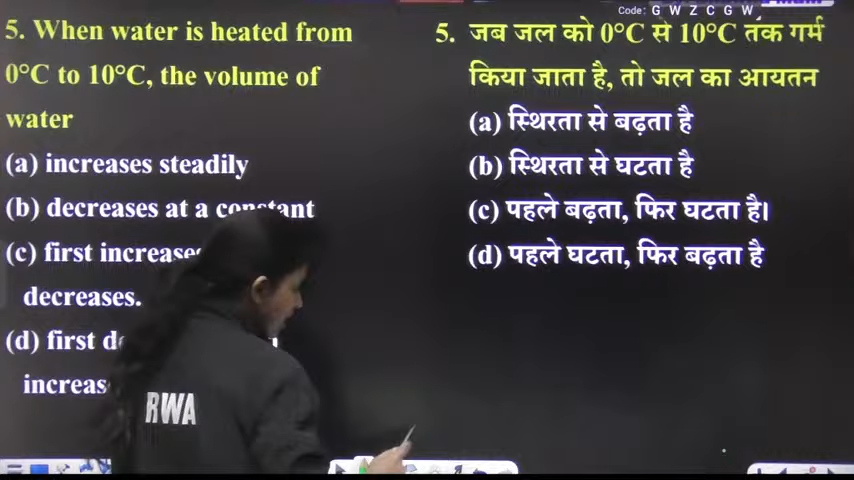 Code: G W Z C G W
5. When water is heated from
0°C to 10°C, the volume of
water
(a) increases steadily
(b) decreases at a constant
(c) first increases
decreases.
(d) first
increas
5. जब जल को 0°C से 10°C तक गर्म
किया जाता है, तो जल का आयतन
(a) स्थिरता से बढ़ता है
(b) स्थिरता से घटता है
(c) पहले बढ़ता, फिर घटता है।
(d) पहले घटता, फिर बढ़ता है
RWA